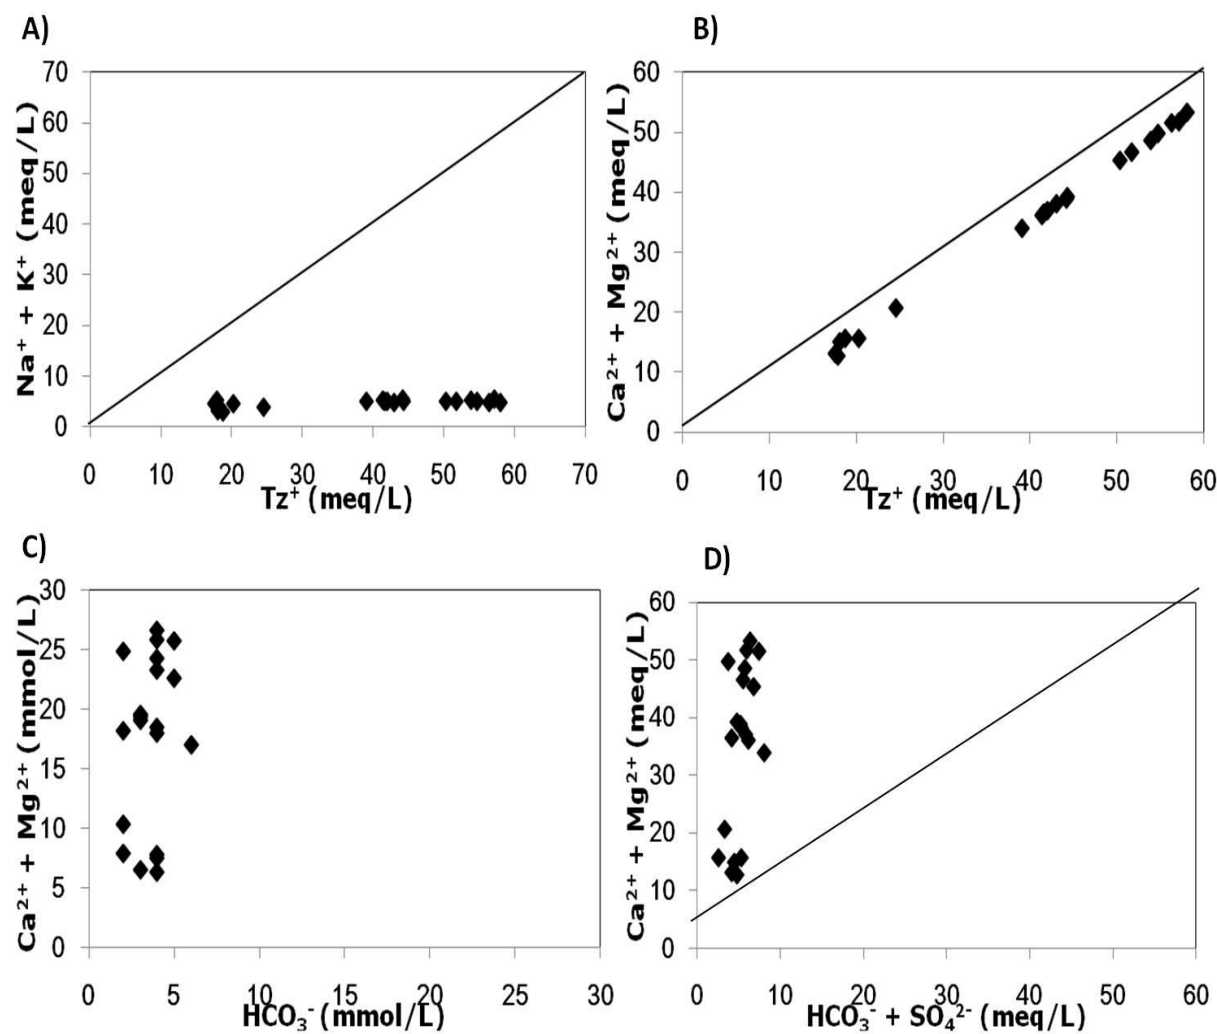 A)
Na⁺ + K⁺ (meq/L)
70
60
50
40
30
20
10
0
0 10 20 30 40 50 60 70
Tz⁺ (meq/L)
B)
Ca²⁺ + Mg²⁺ (meq/L)
60
50
40
30
20
10
0
0 10 20 30 40 50 60
Tz⁺ (meq/L)
C)
Ca²⁺ + Mg²⁺ (mmol/L)
30
25
20
15
10
5
0
0 5 10 15 20 25 30
HCO₃⁻ (mmol/L)
D)
Ca²⁺ + Mg²⁺ (meq/L)
60
50
40
30
20
10
0
0 10 20 30 40 50 60
HCO₃⁻ + SO₄²⁻ (meq/L)